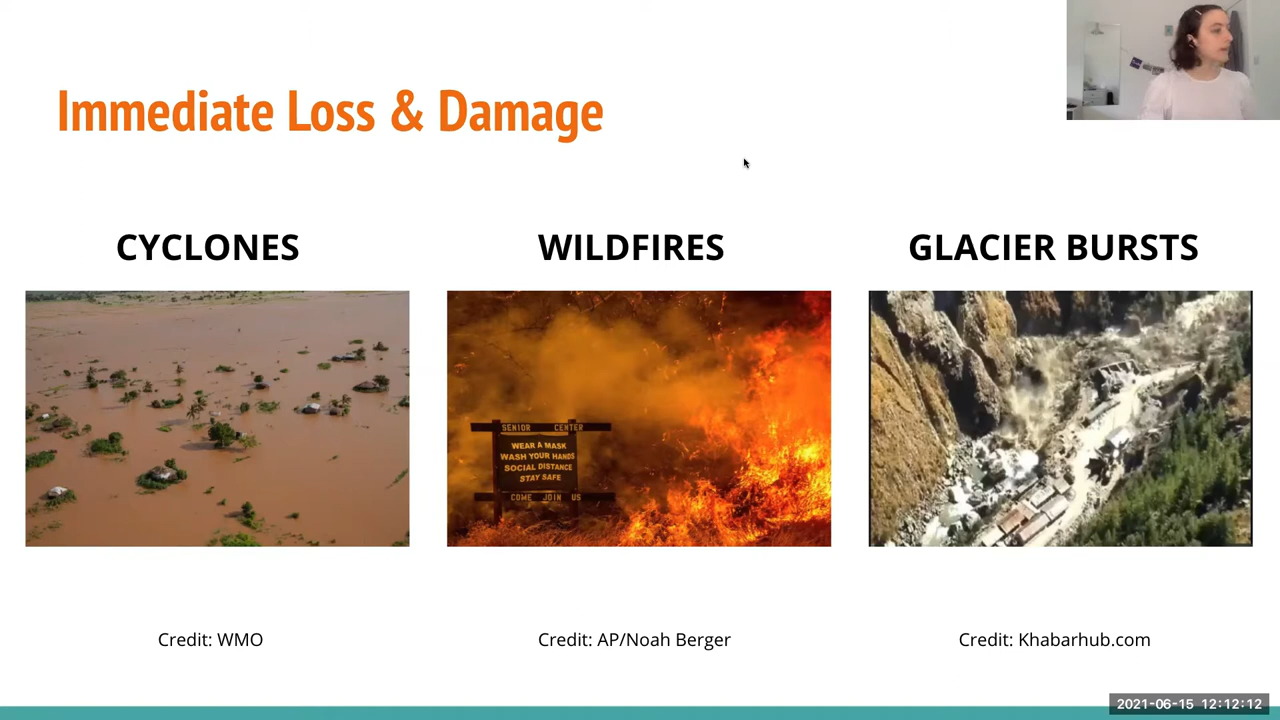 Immediate Loss & Damage
CYCLONES
WILDFIRES
GLACIER BURSTS
SENIOR CENTER
WEAR A MASK
WASH YOUR HANDS
SOCIAL DISTANCE
STAY SAFE
COME JOIN US
Credit: WMO
Credit: AP/Noah Berger
Credit: Khabarhub.com
2021-06-15 12:12:12